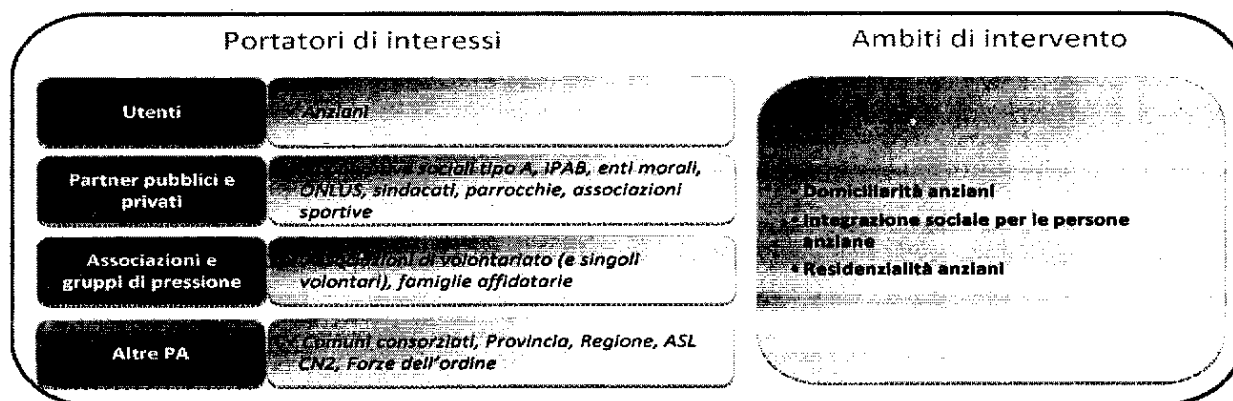 Portatori di interessi
Utenti
Anziani
Partner pubblici e
privati
sociali tipo A, IPAB, enti morali,
ONLUS, sindacati, parrocchie, associazioni
sportive
Associazioni e
gruppi di pressione
di volontariato (e singoli
volontari), famiglie affidatarie
Altre PA
Comuni consorziati, Provincia, Regione, ASL
CN2, Forze dell'ordine
Ambiti di intervento
• Domiciliarità anziani
• Integrazione sociale per le persone
anziane
• Residenzialità anziani